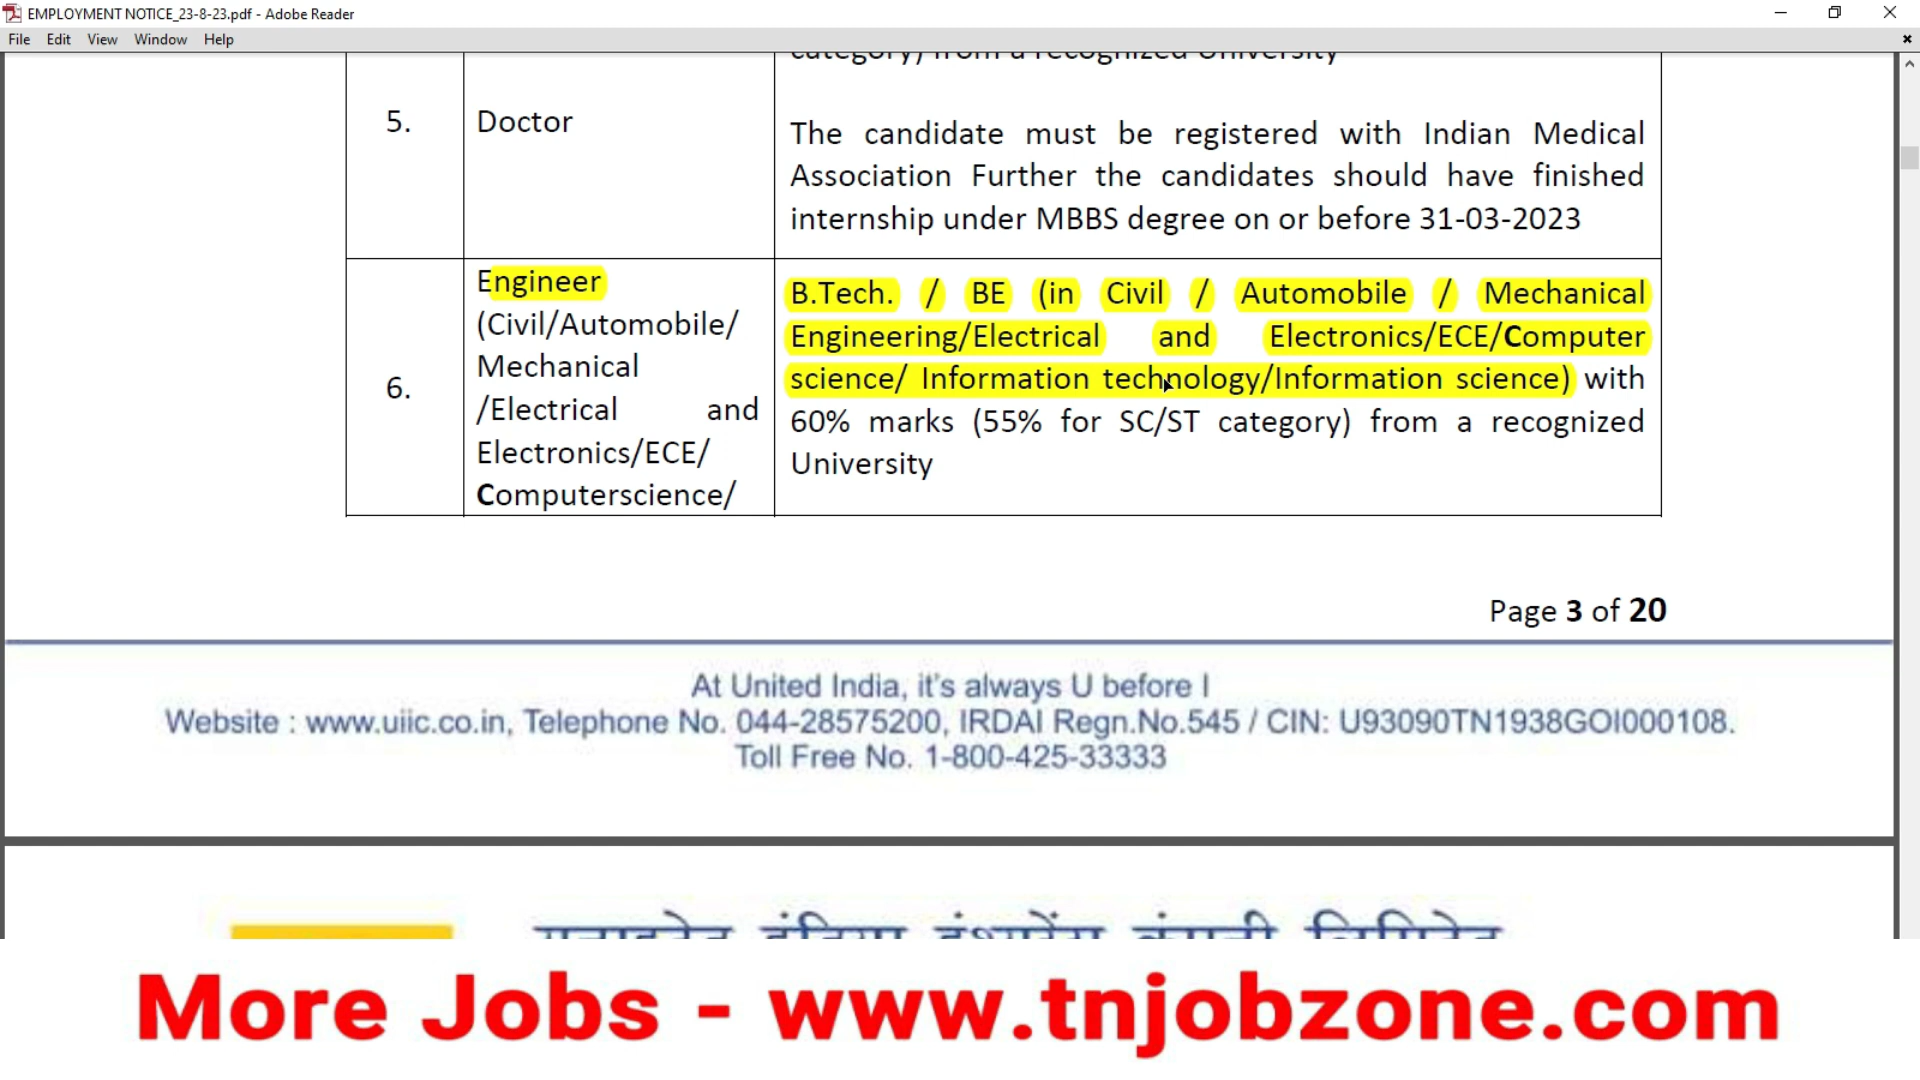 EMPLOYMENT NOTICE_23-8-23.pdf - Adobe Reader
File Edit View Window Help
category) from a recognized University
5.
Doctor
The candidate must be registered with Indian Medical
Association Further the candidates should have finished
internship under MBBS degree on or before 31-03-2023
6.
Engineer
(Civil/Automobile/
Mechanical
/Electrical and
Electronics/ECE/
Computerscience/
B.Tech. / BE (in Civil / Automobile / Mechanical
Engineering/Electrical and Electronics/ECE/Computer
science/ Information technology/Information science) with
60% marks (55% for SC/ST category) from a recognized
University
Page 3 of 20
At United India, it's always U before I
Website : www.uiic.co.in, Telephone No. 044-28575200, IRDAI Regn.No.545 / CIN: U93090TN1938GOI000108.
Toll Free No. 1-800-425-33333
यूनाइटेड इंडिया इंश्योरेंस कंपनी लिमिटेड
More Jobs - www.tnjobzone.com